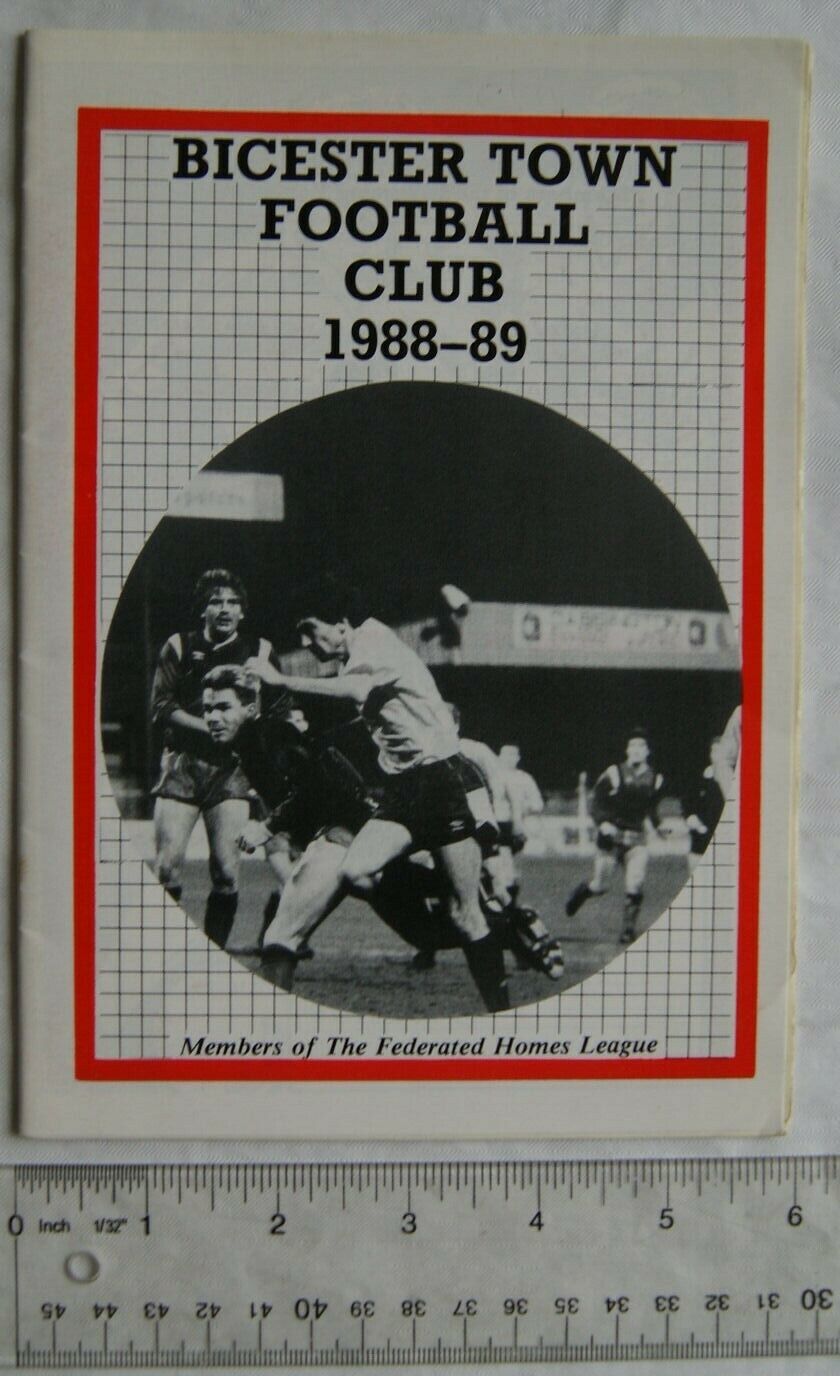 BICESTER TOWN
FOOTBALL
CLUB
1988–89
Members of The Federated Homes League
0 Inch 1/32" 1 2 3 4 5 6
45 44 43 42 41 40 39 38 37 36 35 34 33 32 31 30